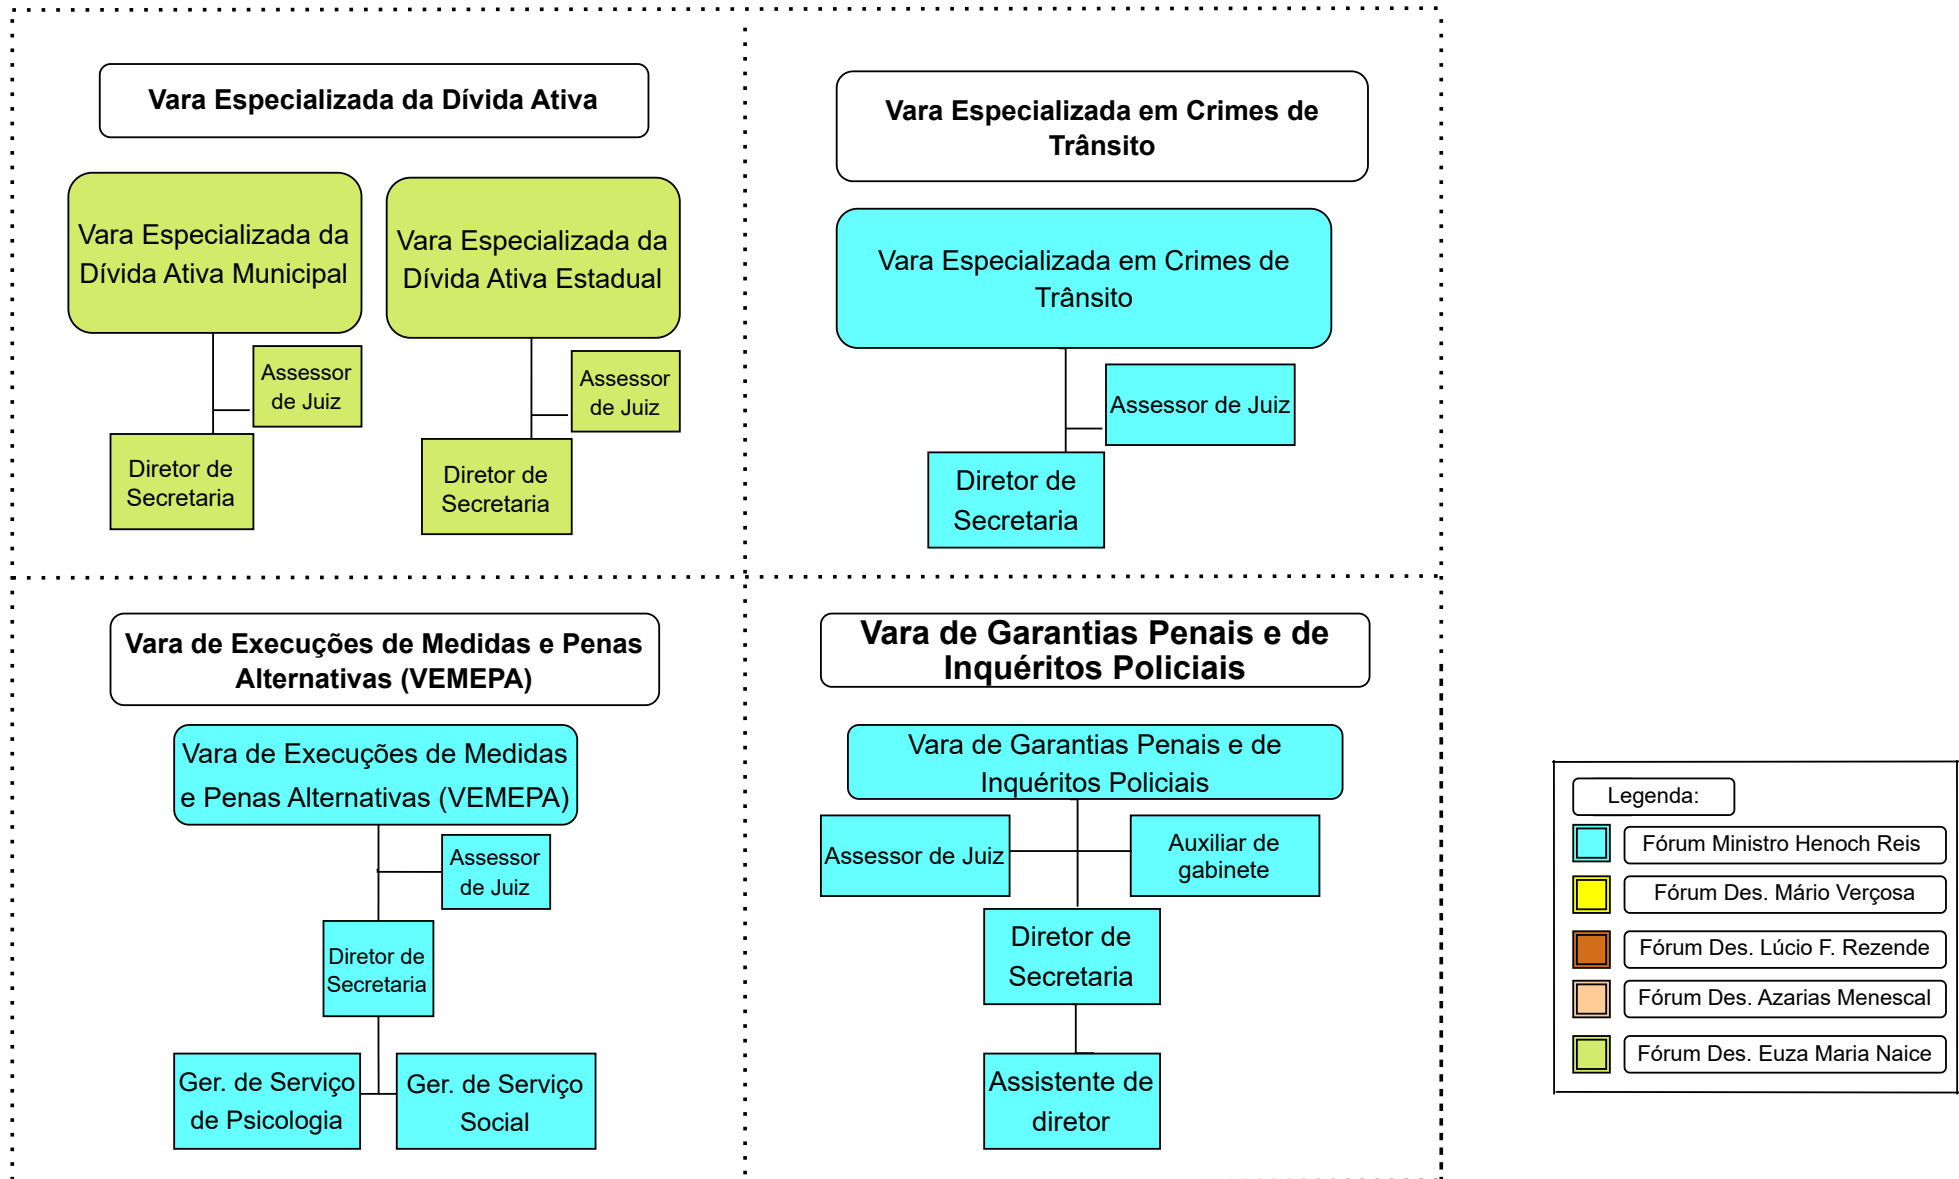 Vara Especializada da Dívida Ativa
Vara Especializada da
Dívida Ativa Municipal
Assessor
de Juiz
Diretor de
Secretaria
Vara Especializada da
Dívida Ativa Estadual
Assessor
de Juiz
Diretor de
Secretaria
Vara Especializada em Crimes de
Trânsito
Vara Especializada em Crimes de
Trânsito
Assessor de Juiz
Diretor de
Secretaria
Vara de Execuções de Medidas e Penas
Alternativas (VEMEPA)
Vara de Execuções de Medidas
e Penas Alternativas (VEMEPA)
Assessor
de Juiz
Diretor de
Secretaria
Ger. de Serviço
de Psicologia
Ger. de Serviço
Social
Vara de Garantias Penais e de
Inquéritos Policiais
Vara de Garantias Penais e de
Inquéritos Policiais
Assessor de Juiz
Auxiliar de
gabinete
Diretor de
Secretaria
Assistente de
diretor
Legenda:
Fórum Ministro Henoch Reis
Fórum Des. Mário Verçosa
Fórum Des. Lúcio F. Rezende
Fórum Des. Azarias Menescal
Fórum Des. Euza Maria Naice